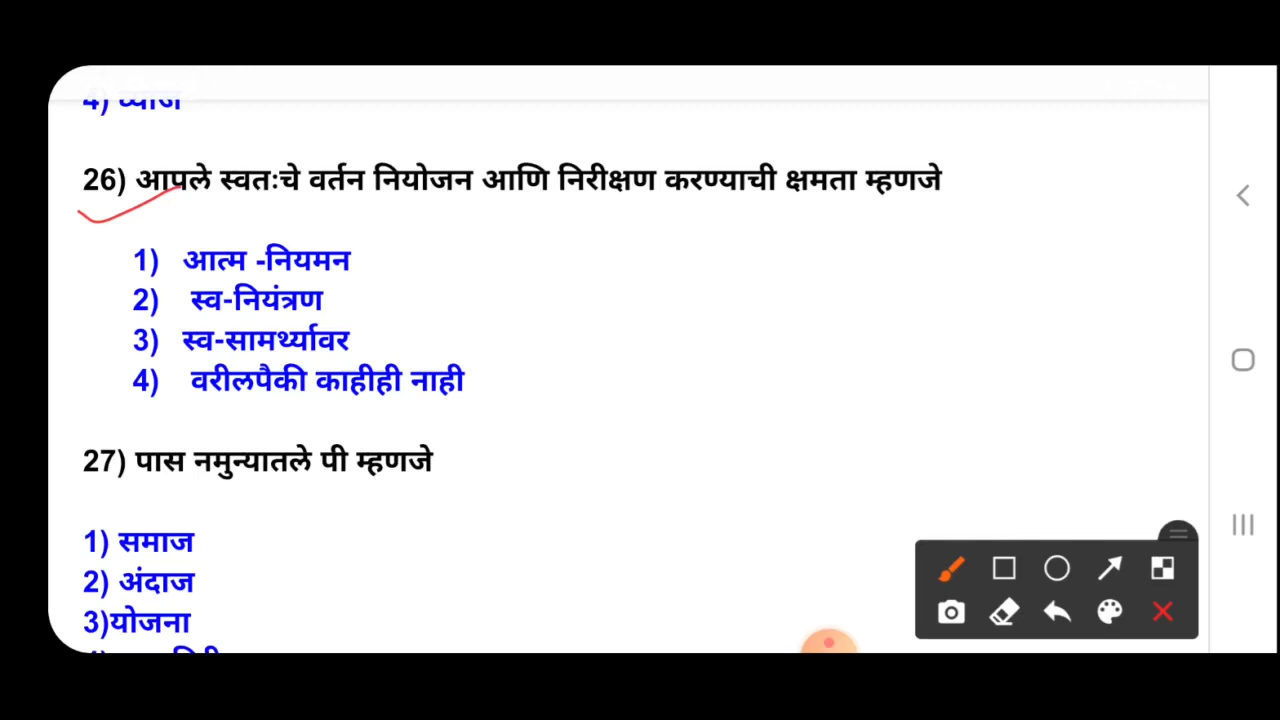 4) ध्यास
26) आपले स्वतःचे वर्तन नियोजन आणि निरीक्षण करण्याची क्षमता म्हणजे
1) आत्म -नियमन
2) स्व-नियंत्रण
3) स्व-सामर्थ्यावर
4) वरीलपैकी काहीही नाही
27) पास नमुन्यातले पी म्हणजे
1) समाज
2) अंदाज
3)योजना